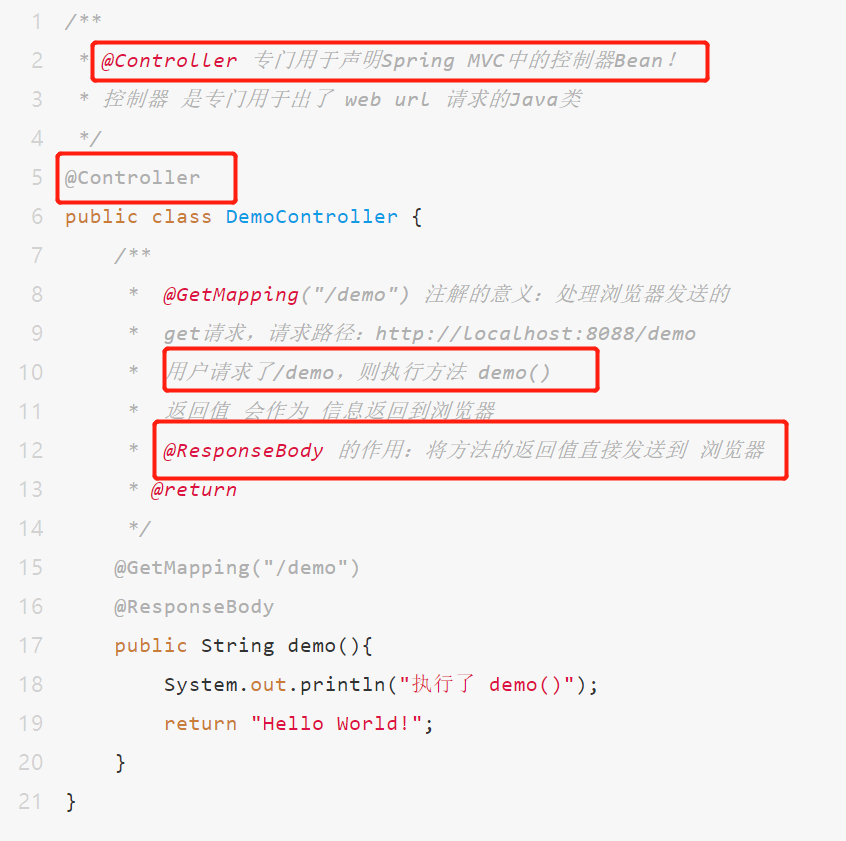 1 /**
2  * @Controller 专门用于声明Spring MVC中的控制器Bean！
3  * 控制器 是专门用于出了 web url 请求的Java类
4  */
5 @Controller
6 public class DemoController {
7     /**
8      *  @GetMapping("/demo") 注解的意义：处理浏览器发送的
9      *  get请求，请求路径：http://localhost:8088/demo
10      *  用户请求了/demo，则执行方法 demo()
11      *  返回值 会作为 信息返回到浏览器
12      *  @ResponseBody 的作用：将方法的返回值直接发送到 浏览器
13      * @return
14      */
15     @GetMapping("/demo")
16     @ResponseBody
17     public String demo(){
18         System.out.println("执行了 demo()");
19         return "Hello World!";
20     }
21 }